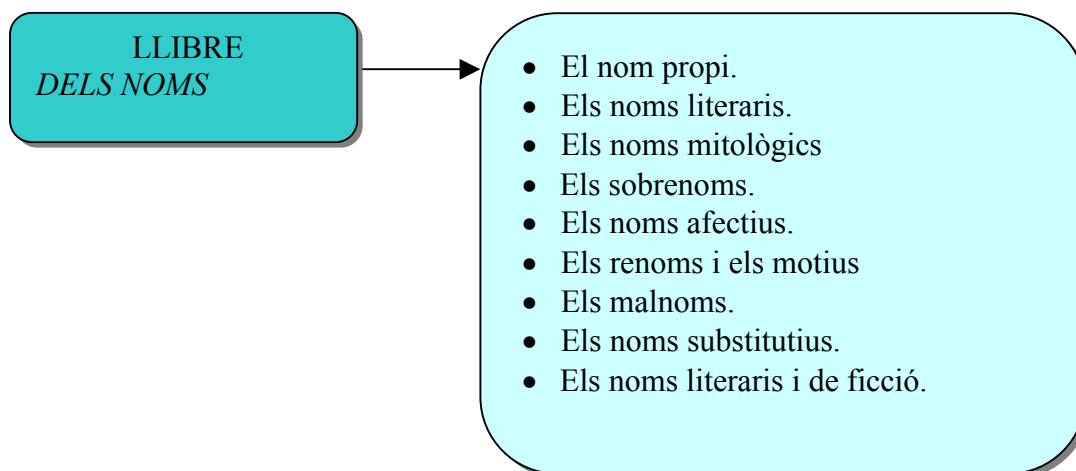 LLIBRE
DELS NOMS
• El nom propi.
• Els noms literaris.
• Els noms mitològics
• Els sobrenoms.
• Els noms afectius.
• Els renoms i els motius
• Els malnoms.
• Els noms substitutius.
• Els noms literaris i de ficció.